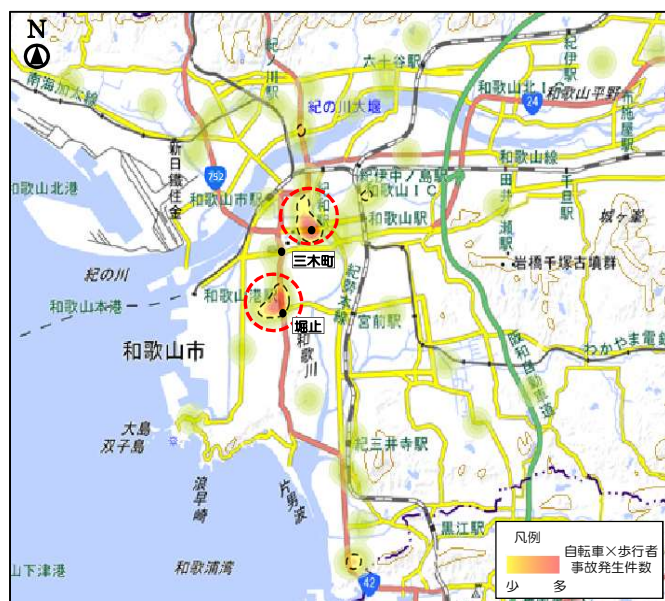 N
紀ノ川駅
六十谷駅
紀伊駅
南海加太線
和歌山北IC
和歌山平野
24
布施屋駅
紀の川大堰
新日鐵住金
752
和歌山線
紀伊中ノ島駅
和歌山IC
千旦駅
田井ノ瀬駅
和歌山北港
和歌山市駅
紀和駅
和歌山駅
城ヶ峯
三木町
岩橋千塚古墳群
紀の川
和歌山港駅
和歌山本港
紀勢本線
宮前駅
堀止
和歌川
阪和自動車道
わかやま電鐵
和歌山市
大島
双子島
紀三井寺駅
浪早崎
片男波
黒江駅
山下津港
和歌浦湾
42
凡例
自転車×歩行者
事故発生件数
少
多